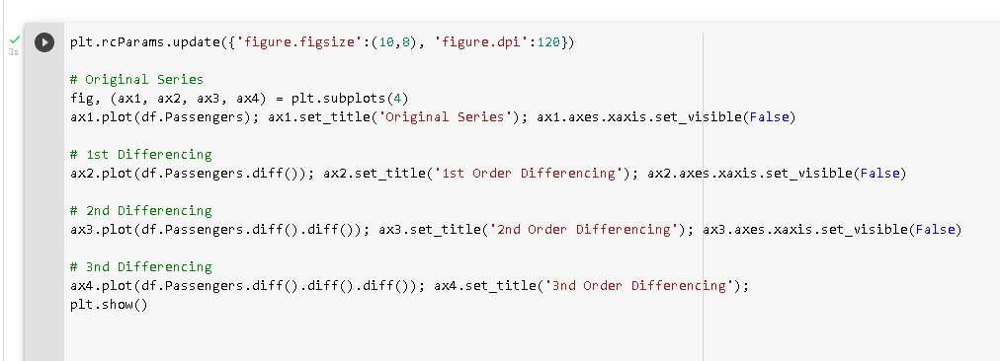 3s
plt.rcParams.update({'figure.figsize':(10,8), 'figure.dpi':120})
# Original Series
fig, (ax1, ax2, ax3, ax4) = plt.subplots(4)
ax1.plot(df.Passengers); ax1.set_title('Original Series'); ax1.axes.xaxis.set_visible(False)
# 1st Differencing
ax2.plot(df.Passengers.diff()); ax2.set_title('1st Order Differencing'); ax2.axes.xaxis.set_visible(False)
# 2nd Differencing
ax3.plot(df.Passengers.diff().diff()); ax3.set_title('2nd Order Differencing'); ax3.axes.xaxis.set_visible(False)
# 3nd Differencing
ax4.plot(df.Passengers.diff().diff().diff()); ax4.set_title('3nd Order Differencing');
plt.show()